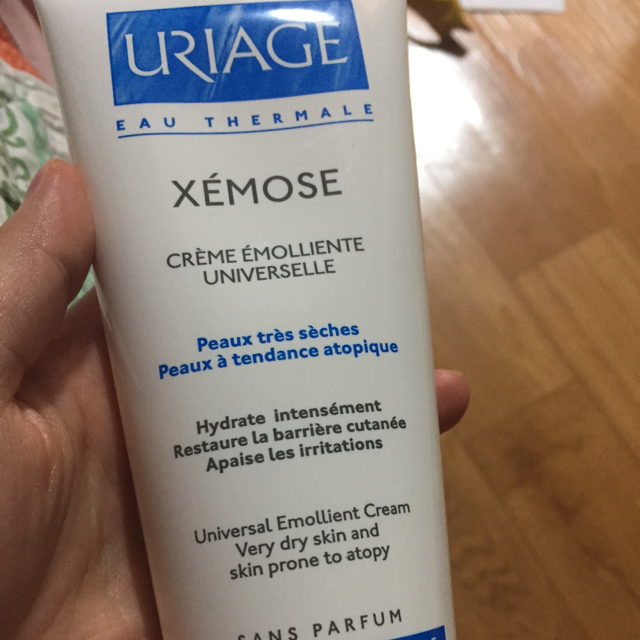 URIAGE
EAU THERMALE
XÉMOSE
CRÈME ÉMOLLIENTE
UNIVERSELLE
Peaux très sèches
Peaux à tendance atopique
Hydrate intensément
Restaure la barrière cutanée
Apaise les irritations
Universal Emollient Cream
Very dry skin and
skin prone to atopy
SANS PARFUM